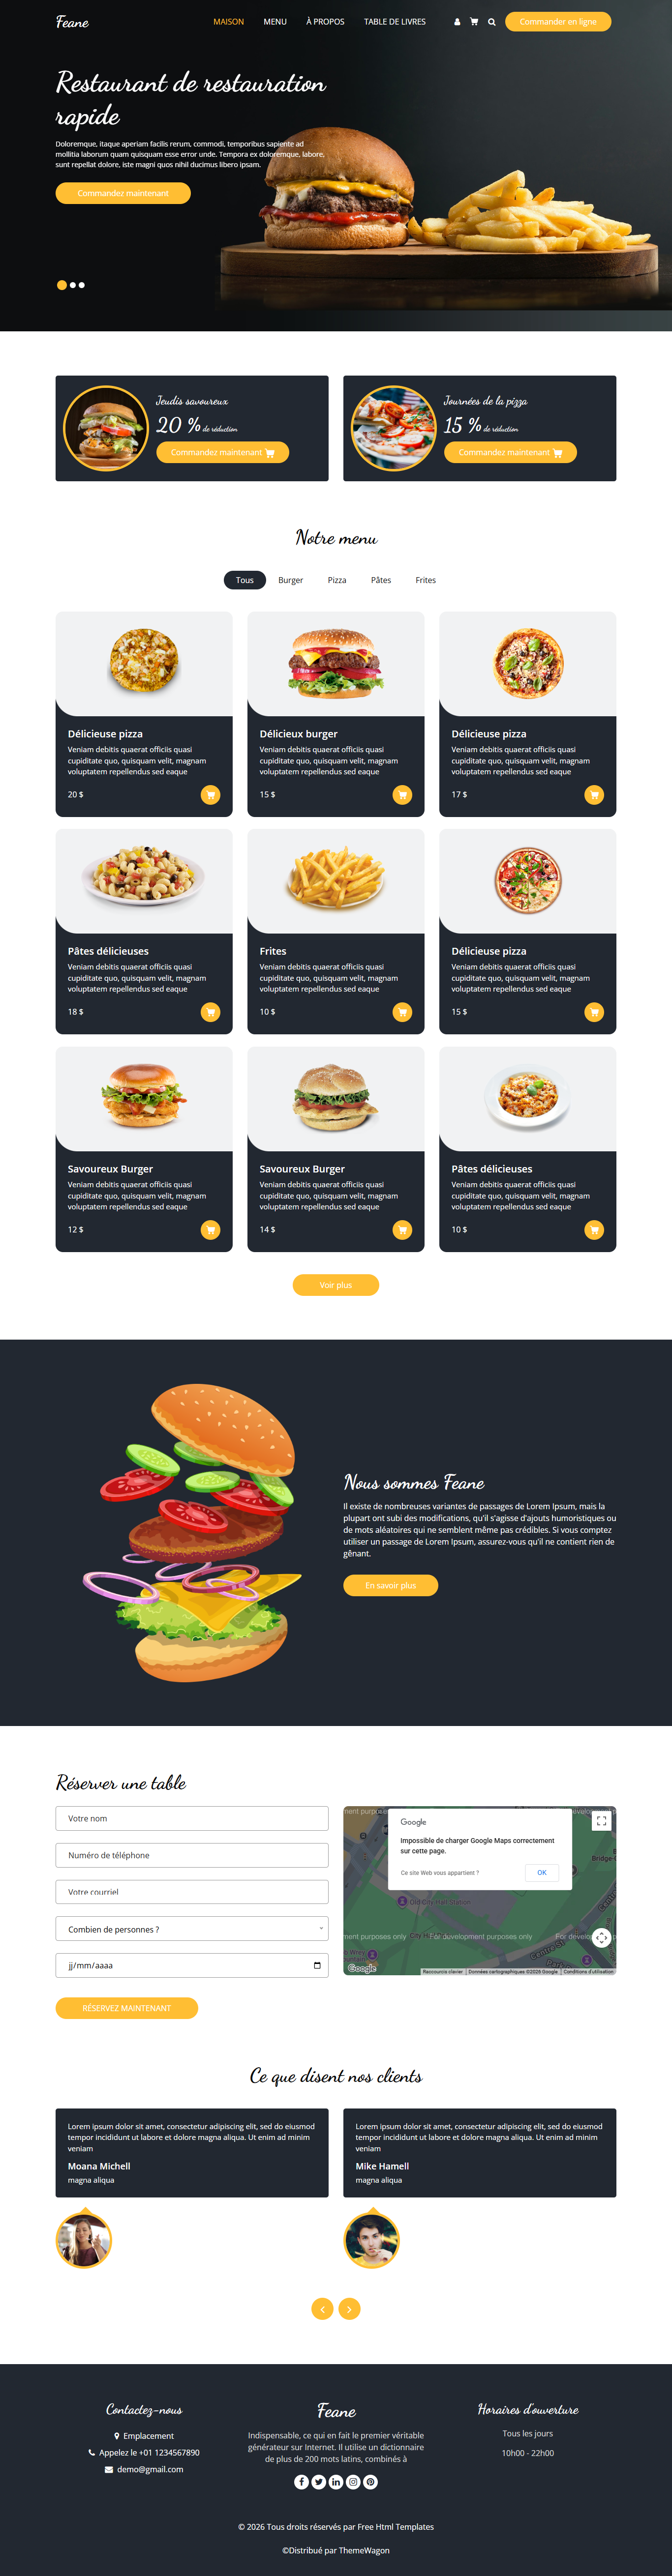 Feane
MAISON
MENU
À PROPOS
TABLE DE LIVRES
Commander en ligne
Restaurant de restauration
rapide
Doloremque, itaque aperiam facilis rerum, commodi, temporibus sapiente ad
mollitia laborum quam quisquam esse error unde. Tempora ex doloremque, labore,
sunt repellat dolore, iste magni quos nihil ducimus libero ipsam.
Commandez maintenant
Jeudis savoureux
20 % de réduction
Commandez maintenant
Journées de la pizza
15 % de réduction
Commandez maintenant
Notre menu
Tous
Burger
Pizza
Pâtes
Frites
Délicieuse pizza
Veniam debitis quaerat officiis quasi
cupiditate quo, quisquam velit, magnam
voluptatem repellendus sed eaque
20 $
Délicieux burger
Veniam debitis quaerat officiis quasi
cupiditate quo, quisquam velit, magnam
voluptatem repellendus sed eaque
15 $
Délicieuse pizza
Veniam debitis quaerat officiis quasi
cupiditate quo, quisquam velit, magnam
voluptatem repellendus sed eaque
17 $
Pâtes délicieuses
Veniam debitis quaerat officiis quasi
cupiditate quo, quisquam velit, magnam
voluptatem repellendus sed eaque
18 $
Frites
Veniam debitis quaerat officiis quasi
cupiditate quo, quisquam velit, magnam
voluptatem repellendus sed eaque
10 $
Délicieuse pizza
Veniam debitis quaerat officiis quasi
cupiditate quo, quisquam velit, magnam
voluptatem repellendus sed eaque
15 $
Savoureux Burger
Veniam debitis quaerat officiis quasi
cupiditate quo, quisquam velit, magnam
voluptatem repellendus sed eaque
12 $
Savoureux Burger
Veniam debitis quaerat officiis quasi
cupiditate quo, quisquam velit, magnam
voluptatem repellendus sed eaque
14 $
Pâtes délicieuses
Veniam debitis quaerat officiis quasi
cupiditate quo, quisquam velit, magnam
voluptatem repellendus sed eaque
10 $
Voir plus
Nous sommes Feane
Il existe de nombreuses variantes de passages de Lorem Ipsum, mais la
plupart ont subi des modifications, qu'il s'agisse d'ajouts humoristiques ou
de mots aléatoires qui ne semblent même pas crédibles. Si vous comptez
utiliser un passage de Lorem Ipsum, assurez-vous qu'il ne contient rien de
gênant.
En savoir plus
Réserver une table
Votre nom
Numéro de téléphone
Votre courriel
Combien de personnes ?
jj/mm/aaaa
RÉSERVEZ MAINTENANT
Google
Impossible de charger Google Maps correctement
sur cette page.
Ce site Web vous appartient ?
OK
Old City Hall Station
For development purposes only
Google
Raccourcis clavier
Données cartographiques ©2026 Google
Conditions d'utilisation
Ce que disent nos clients
Lorem ipsum dolor sit amet, consectetur adipiscing elit, sed do eiusmod
tempor incididunt ut labore et dolore magna aliqua. Ut enim ad minim
veniam
Moana Michell
magna aliqua
Lorem ipsum dolor sit amet, consectetur adipiscing elit, sed do eiusmod
tempor incididunt ut labore et dolore magna aliqua. Ut enim ad minim
veniam
Mike Hamell
magna aliqua
Contactez-nous
Emplacement
Appelez le +01 1234567890
demo@gmail.com
Feane
Indispensable, ce qui en fait le premier véritable
générateur sur Internet. Il utilise un dictionnaire
de plus de 200 mots latins, combinés à
Horaires d'ouverture
Tous les jours
10h00 - 22h00
© 2026 Tous droits réservés par Free Html Templates
©Distribué par ThemeWagon